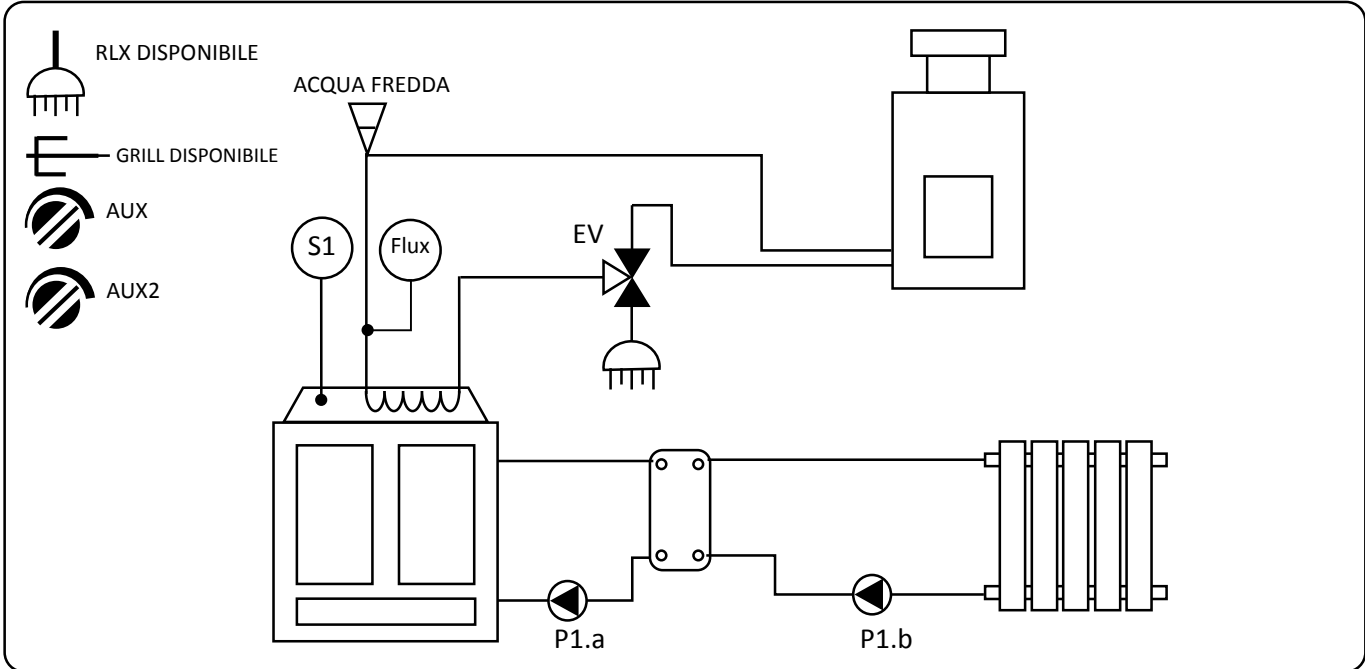 RLX DISPONIBILE
ACQUA FREDDA
GRILL DISPONIBILE
AUX
S1
Flux
EV
AUX2
P1.a
P1.b